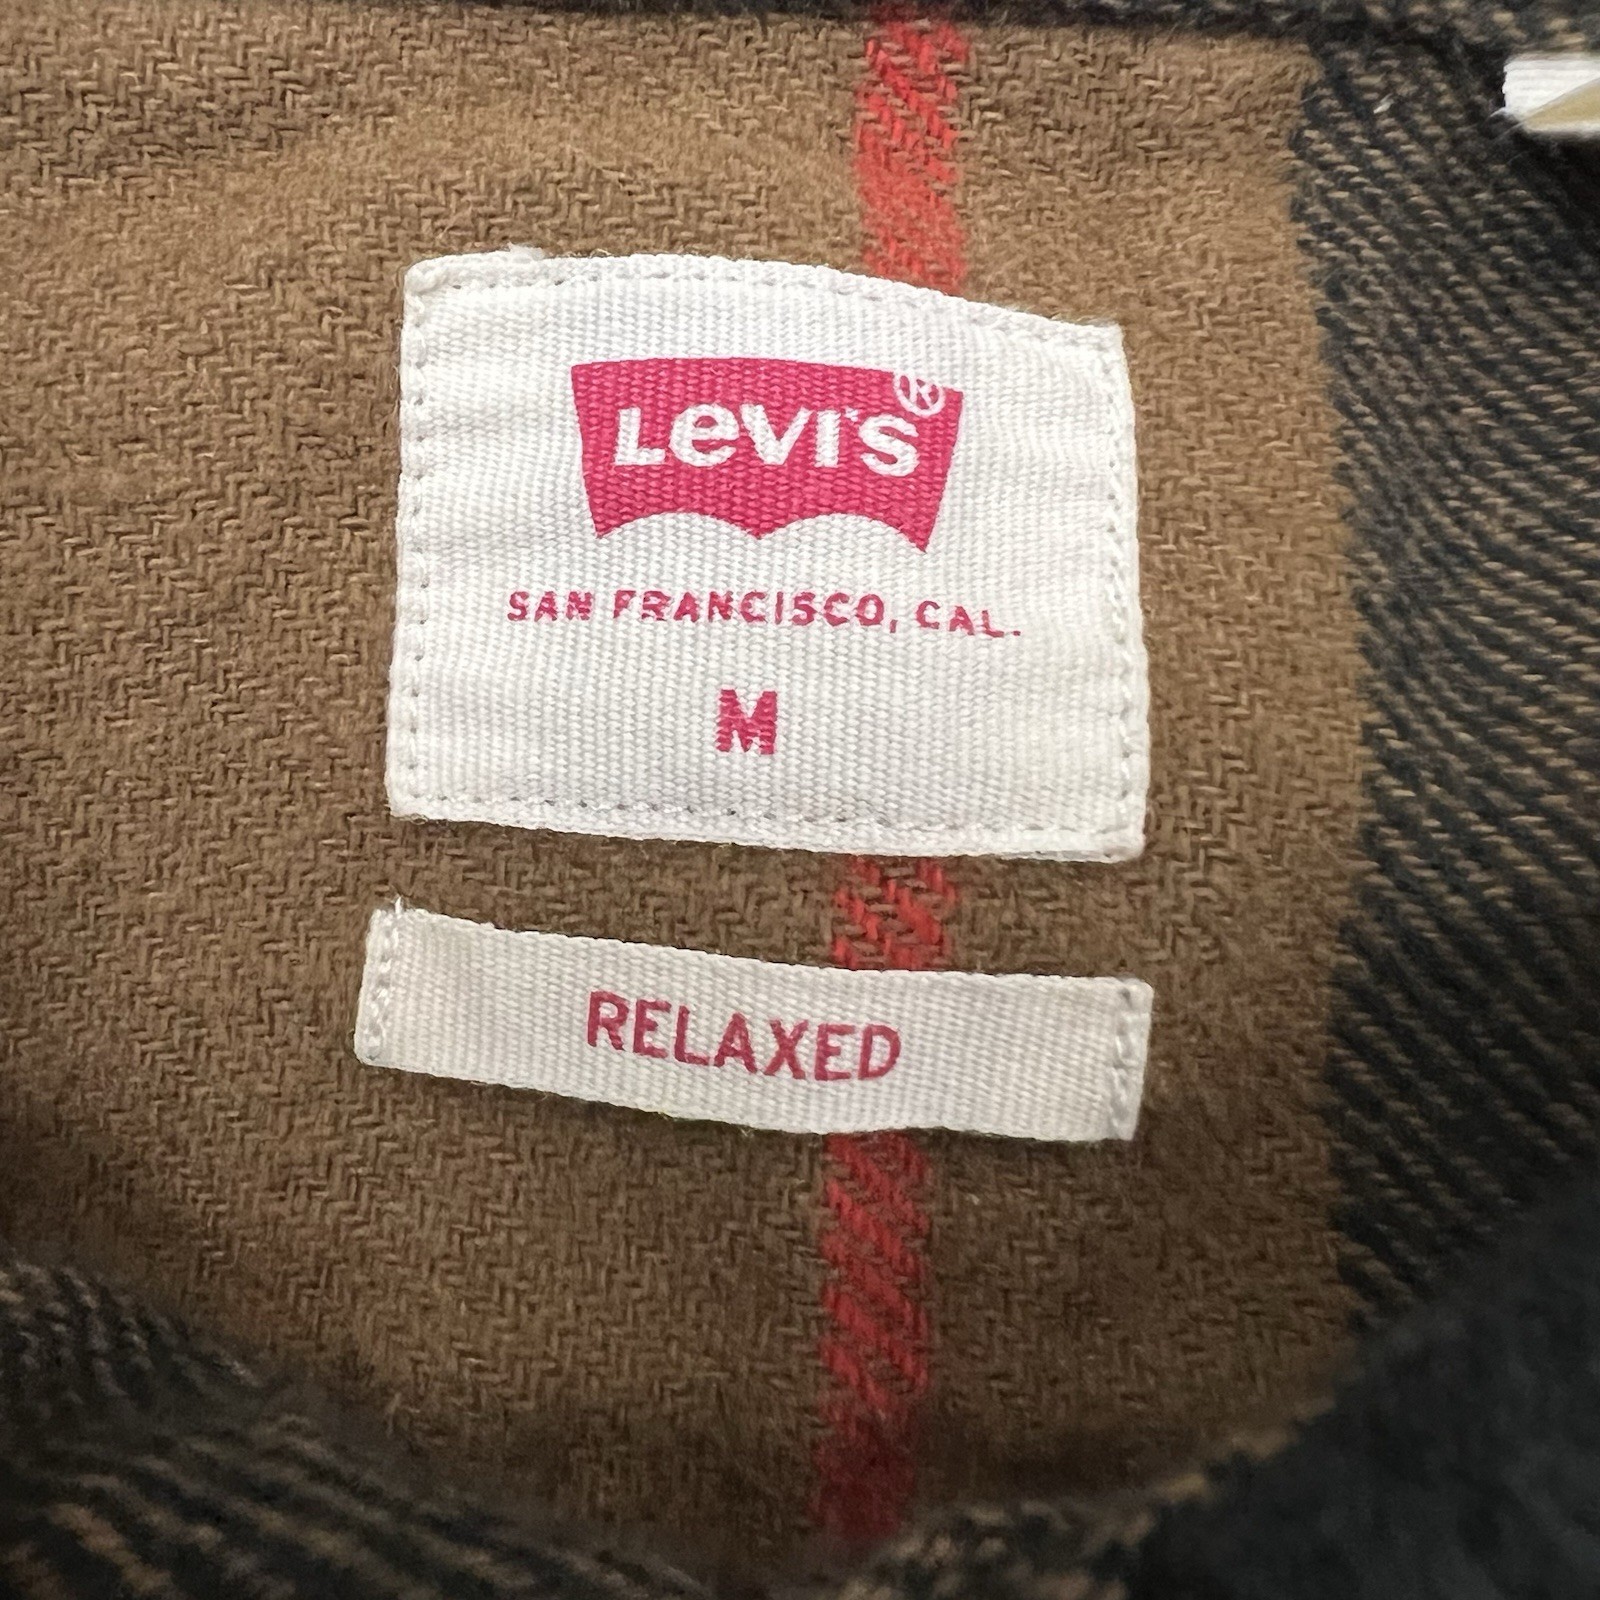 Levi's®
SAN FRANCISCO, CAL.
M
RELAXED